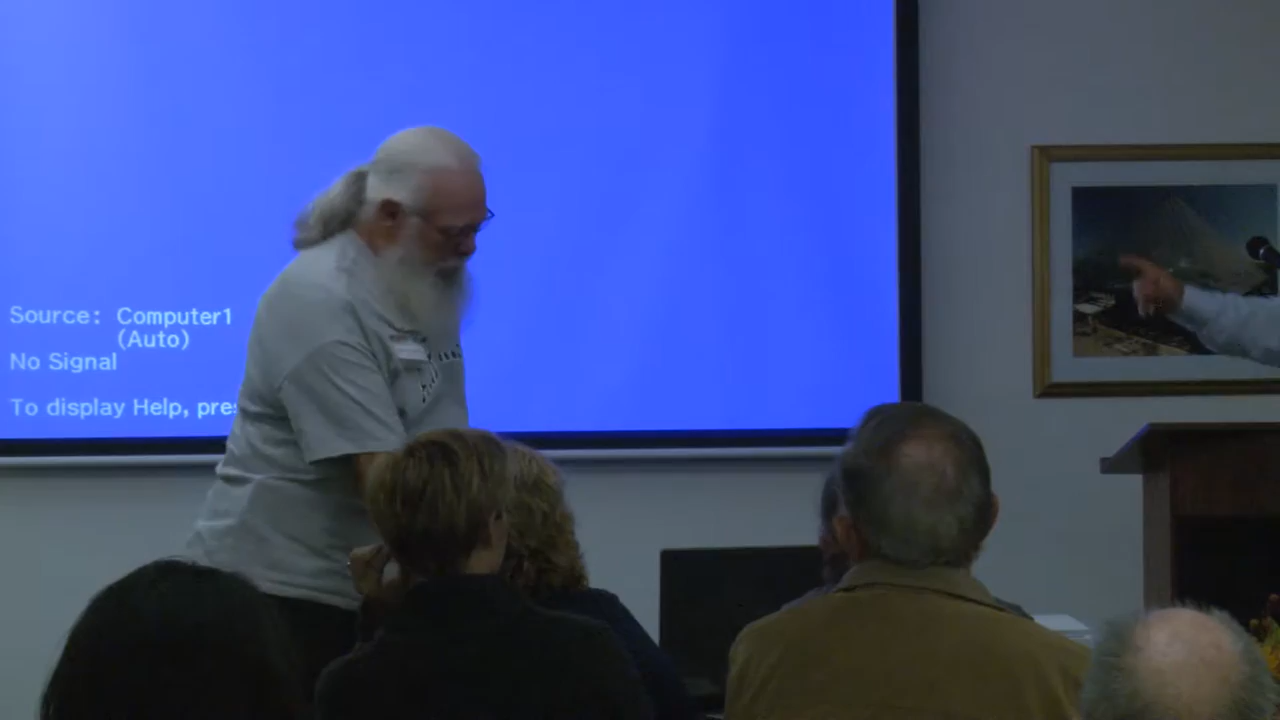 Source: Computer1
(Auto)
No Signal
To display Help, pres